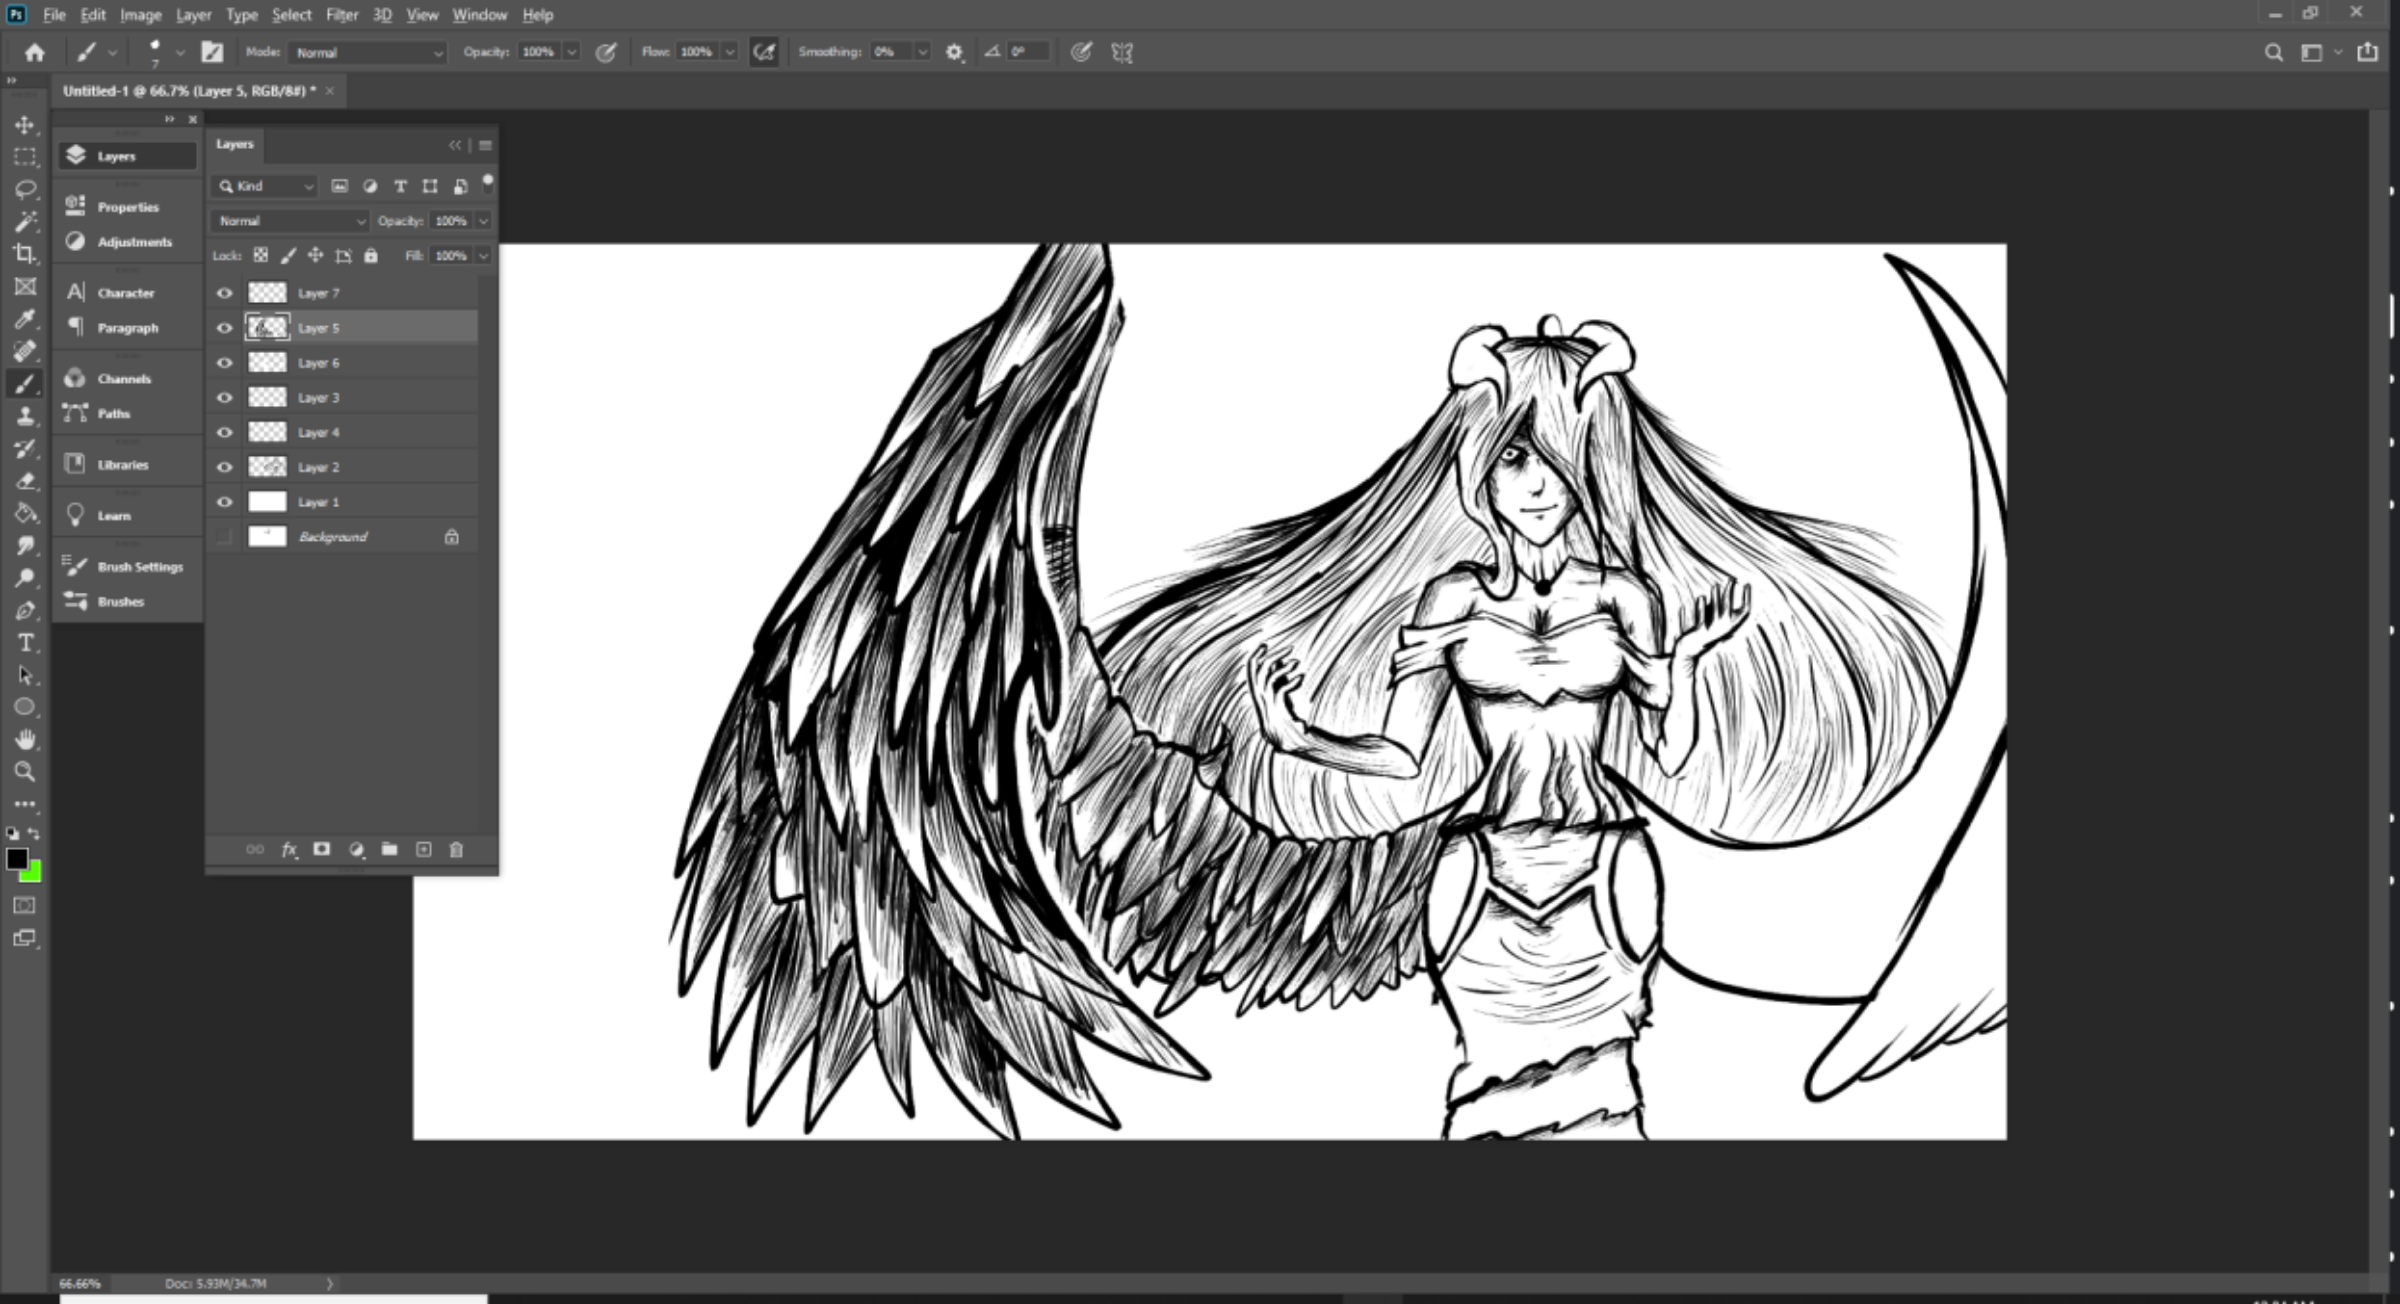 Ps File Edit Image Layer Type Select Filter 3D View Window Help
7 Mode: Normal Opacity: 100% Flow: 100% Smoothing: 0% 0°
Untitled-1 @ 66.7% (Layer 5, RGB/8#) * ×
Layers
Properties
Adjustments
Character
Paragraph
Channels
Paths
Libraries
Learn
Brush Settings
Brushes
Layers
Kind
Normal Opacity: 100%
Lock: Fill: 100%
Layer 7
Layer 5
Layer 6
Layer 3
Layer 4
Layer 2
Layer 1
Background
fx
66.66% Doc: 5.93M/34.7M